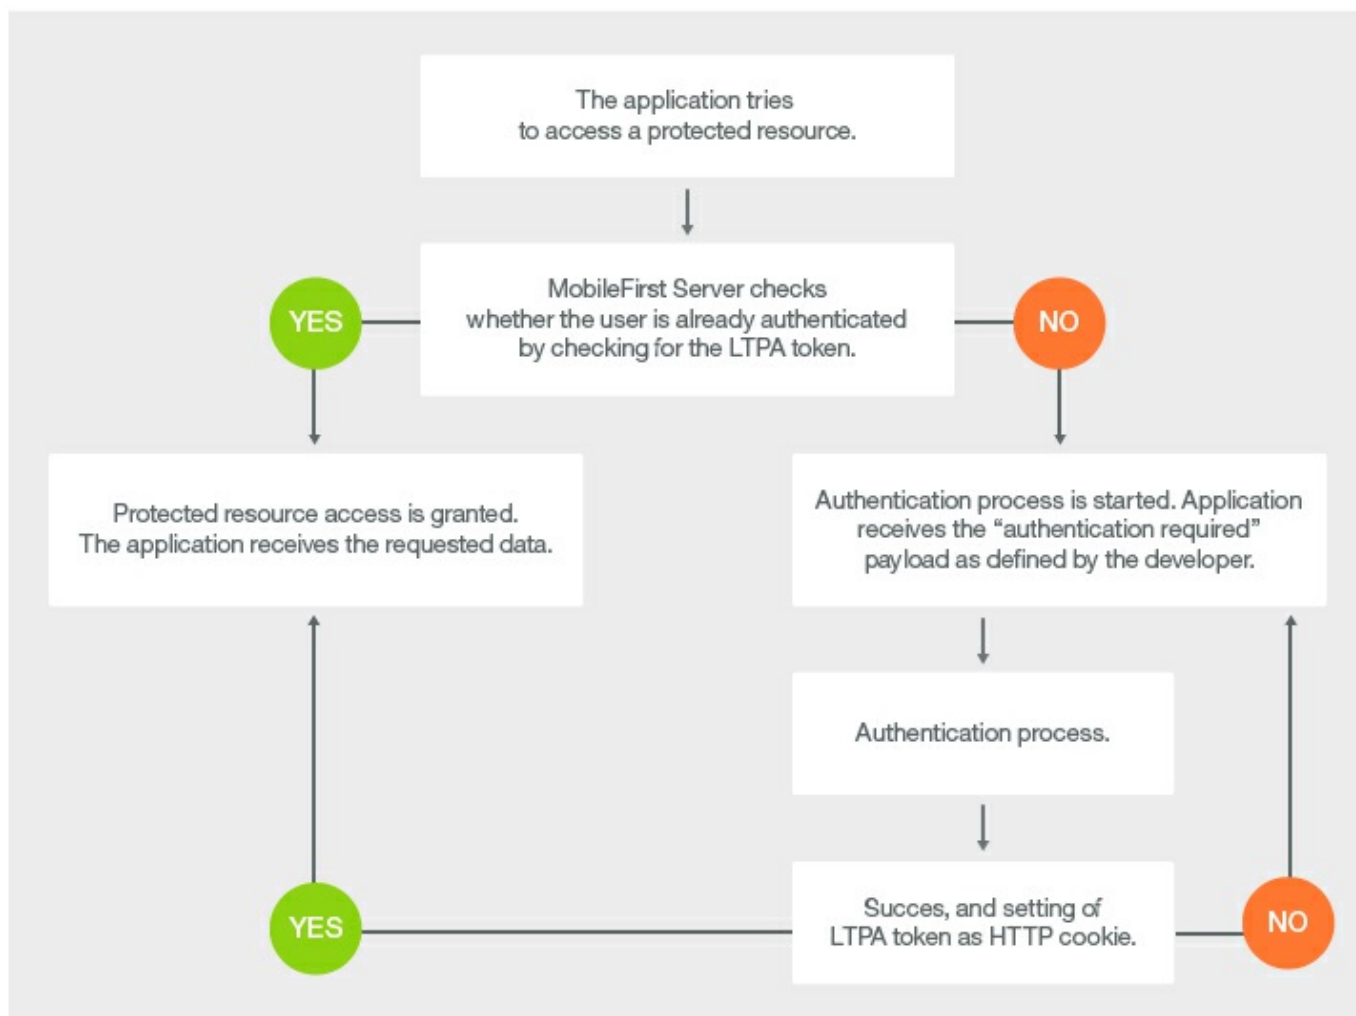 The application tries
to access a protected resource.
MobileFirst Server checks
whether the user is already authenticated
by checking for the LTPA token.
YES
NO
Protected resource access is granted.
The application receives the requested data.
Authentication process is started. Application
receives the “authentication required”
payload as defined by the developer.
Authentication process.
Succes, and setting of
LTPA token as HTTP cookie.
YES
NO